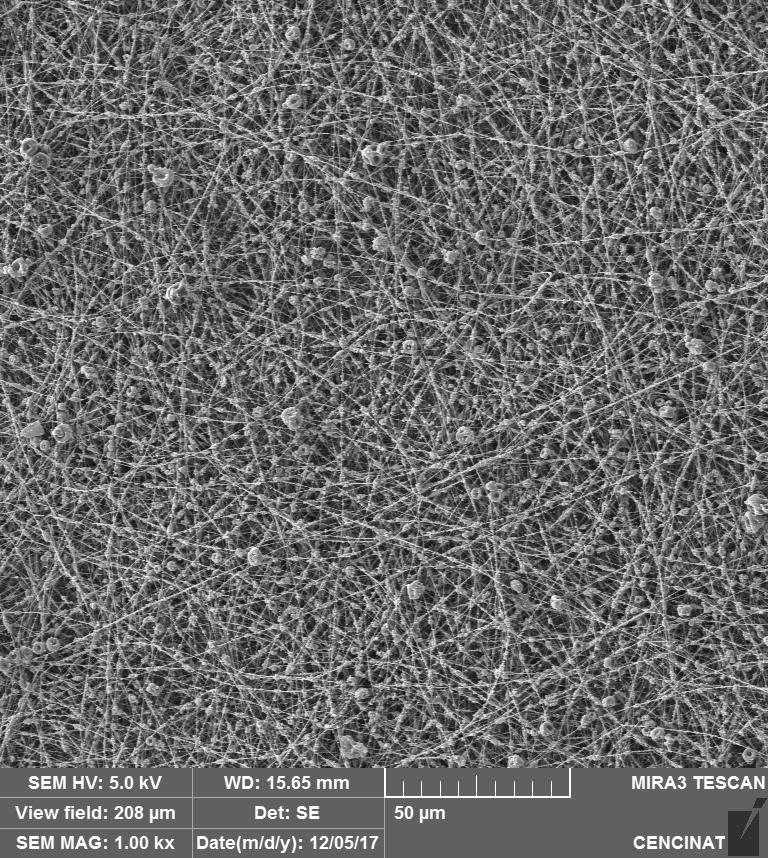 SEM HV: 5.0 kV WD: 15.65 mm MIRA3 TESCAN
View field: 208 µm Det: SE 50 µm
SEM MAG: 1.00 kx Date(m/d/y): 12/05/17 CENCINAT